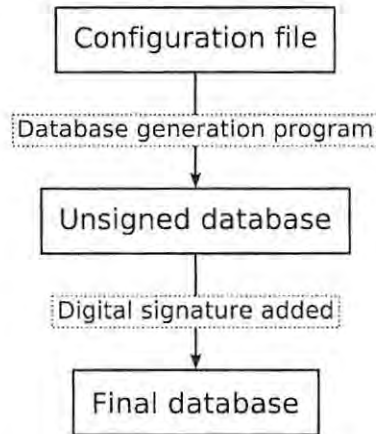 Configuration file
Database generation program
Unsigned database
Digital signature added
Final database